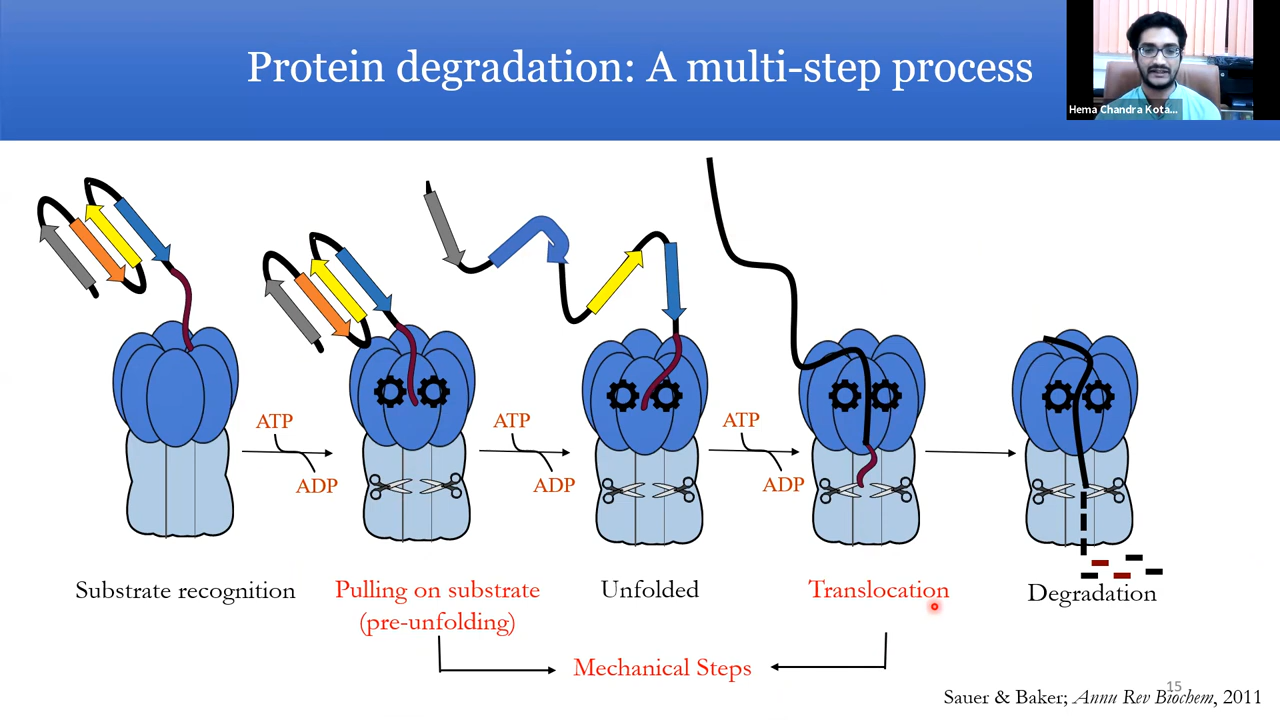 Protein degradation: A multi-step process
Hema Chandra Kota...
ATP
ADP
ATP
ADP
ATP
ADP
Substrate recognition
Pulling on substrate
(pre-unfolding)
Unfolded
Translocation
Degradation
Mechanical Steps
15
Sauer & Baker; Annu Rev Biochem, 2011